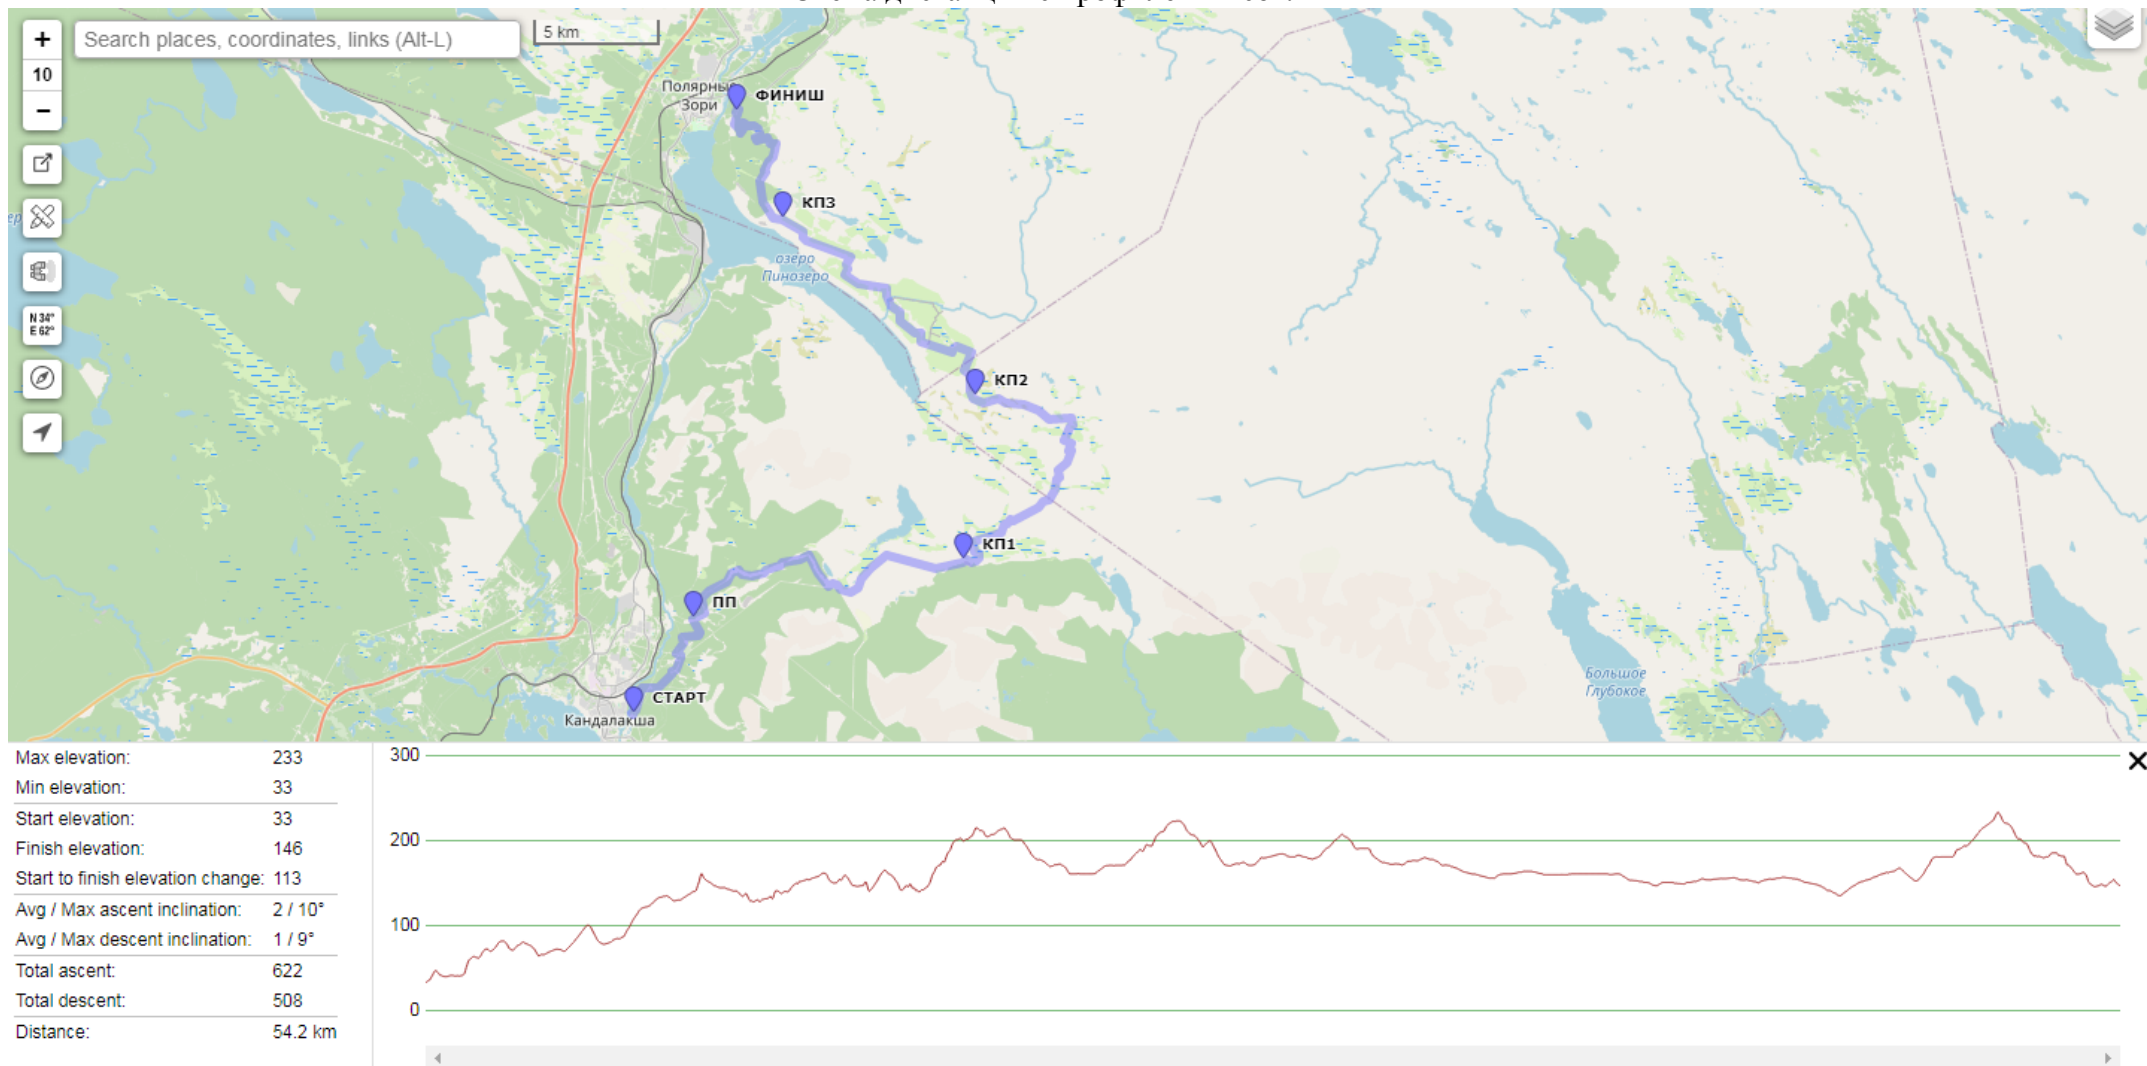 +
Search places, coordinates, links (Alt-L)
5 km
10
−
Полярные
Зори
ФИНИШ
КП3
озеро
Пинозеро
N 34°
E 62°
КП2
КП1
ПП
СТАРТ
Кандалакша
Большое
Глубокое
Max elevation: 233
Min elevation: 33
Start elevation: 33
Finish elevation: 146
Start to finish elevation change: 113
Avg / Max ascent inclination: 2 / 10°
Avg / Max descent inclination: 1 / 9°
Total ascent: 622
Total descent: 508
Distance: 54.2 km
300
200
100
0